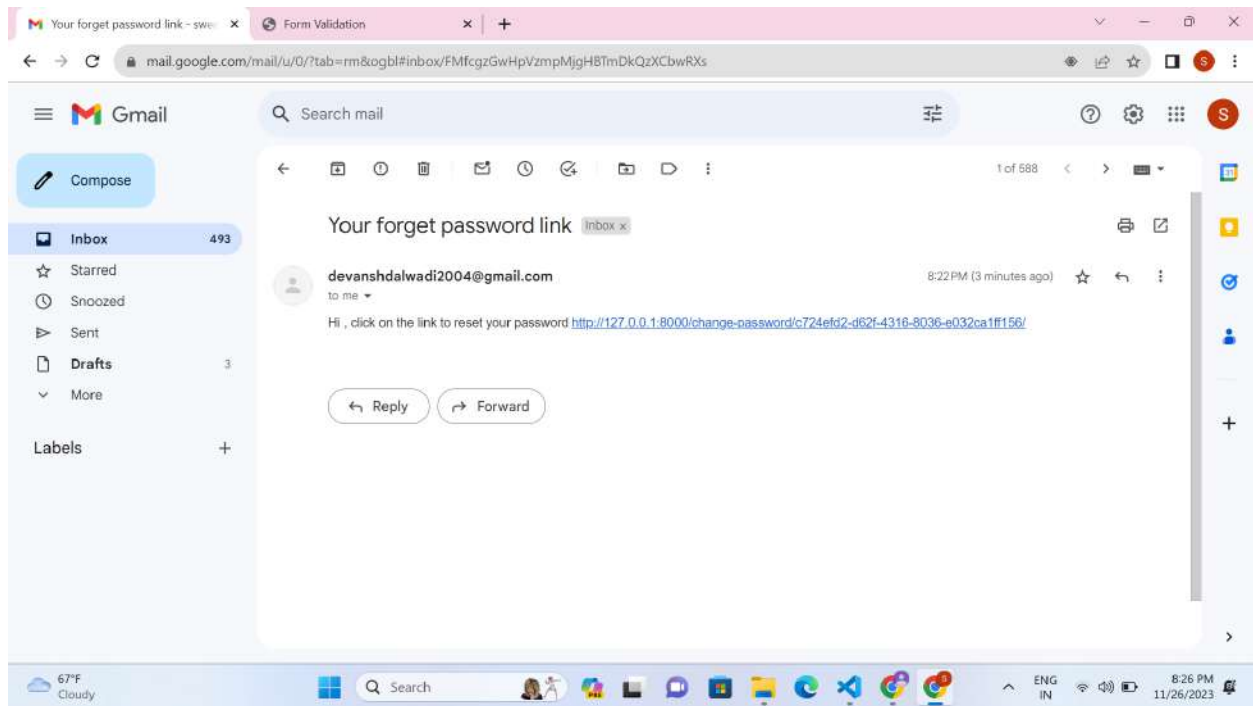 Your forget password link - swe
Form Validation
mail.google.com/mail/u/0/?tab=rm&ogbl#inbox/FMfcgzGwHpVzmpMjgHBTmDkQzXCbwRXs
S
Gmail
Search mail
S
Compose
1 of 588
31
Your forget password link Inbox x
Inbox 493
Starred
devanshdalwadi2004@gmail.com
8:22 PM (3 minutes ago)
to me
Snoozed
Hi , click on the link to reset your password http://127.0.0.1:8000/change-password/c724efd2-d62f-4316-8036-e032ca1ff156/
Sent
Drafts 3
More
Reply
Forward
Labels
67°F
Cloudy
Search
ENG
IN
8:26 PM
11/26/2023